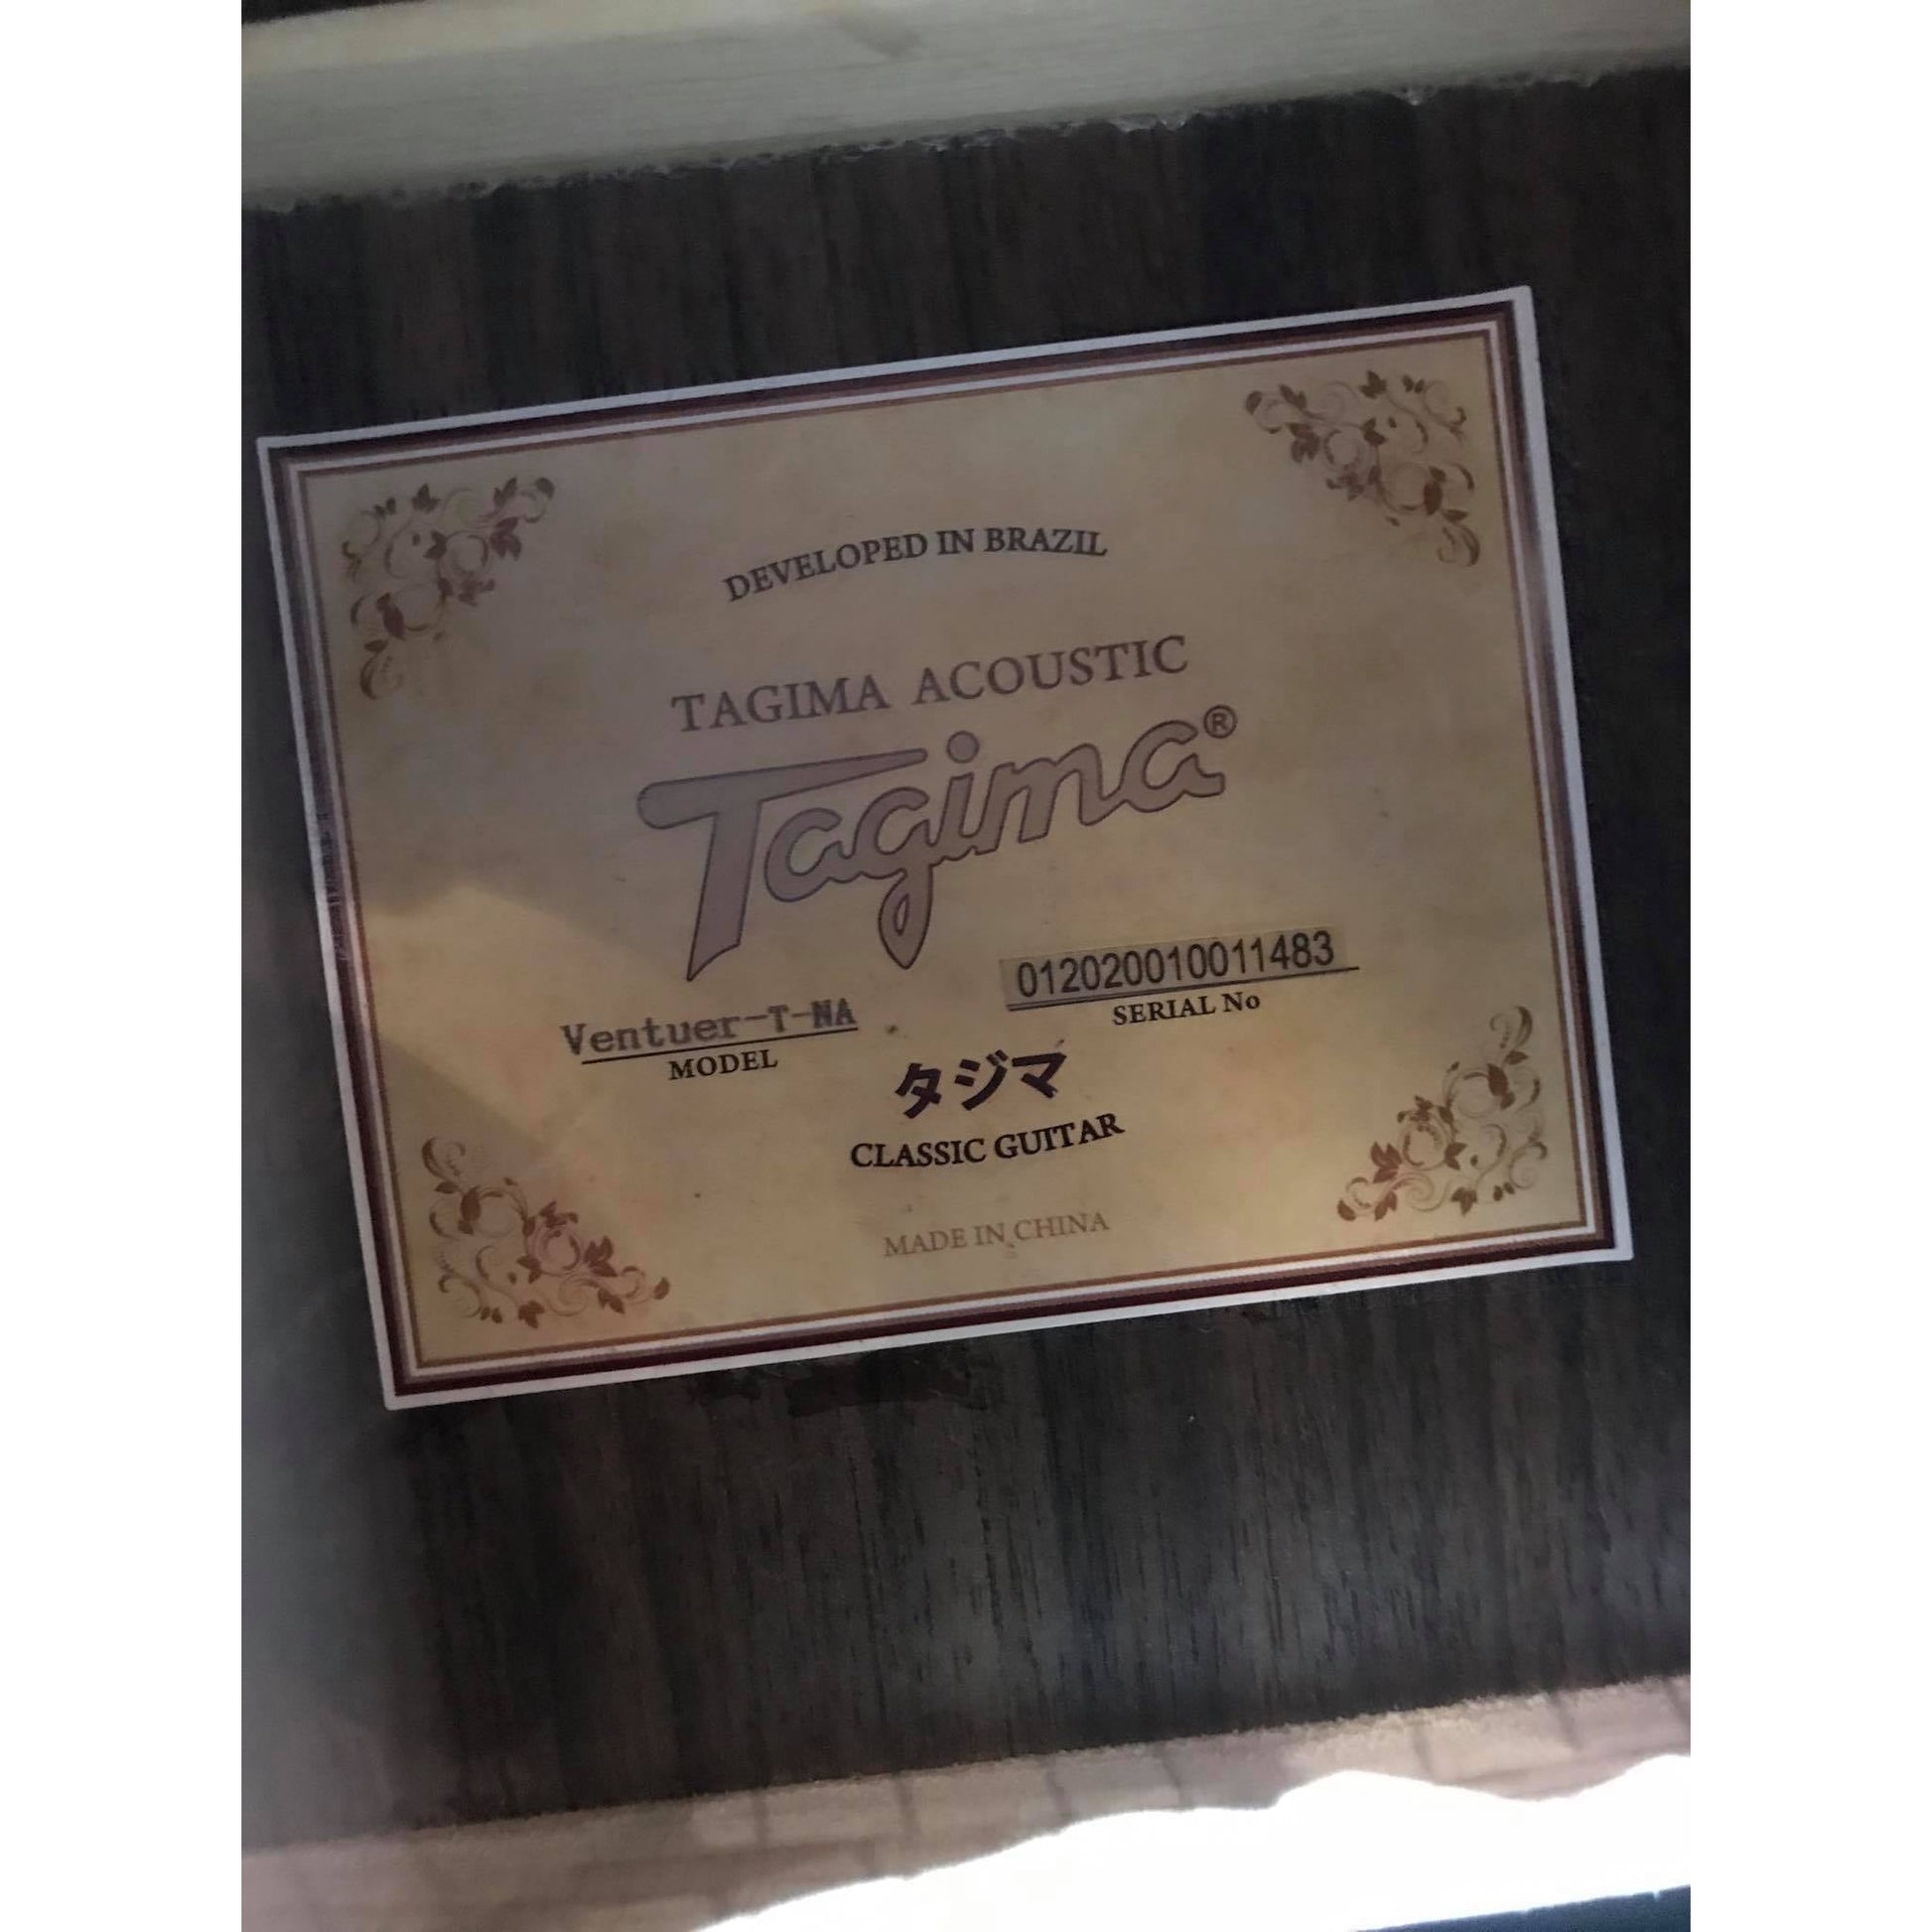 DEVELOPED IN BRAZIL
TAGIMA ACOUSTIC
Tagima®
Ventuer-T-NA
MODEL
012020010011483
SERIAL No
タジマ
CLASSIC GUITAR
MADE IN CHINA